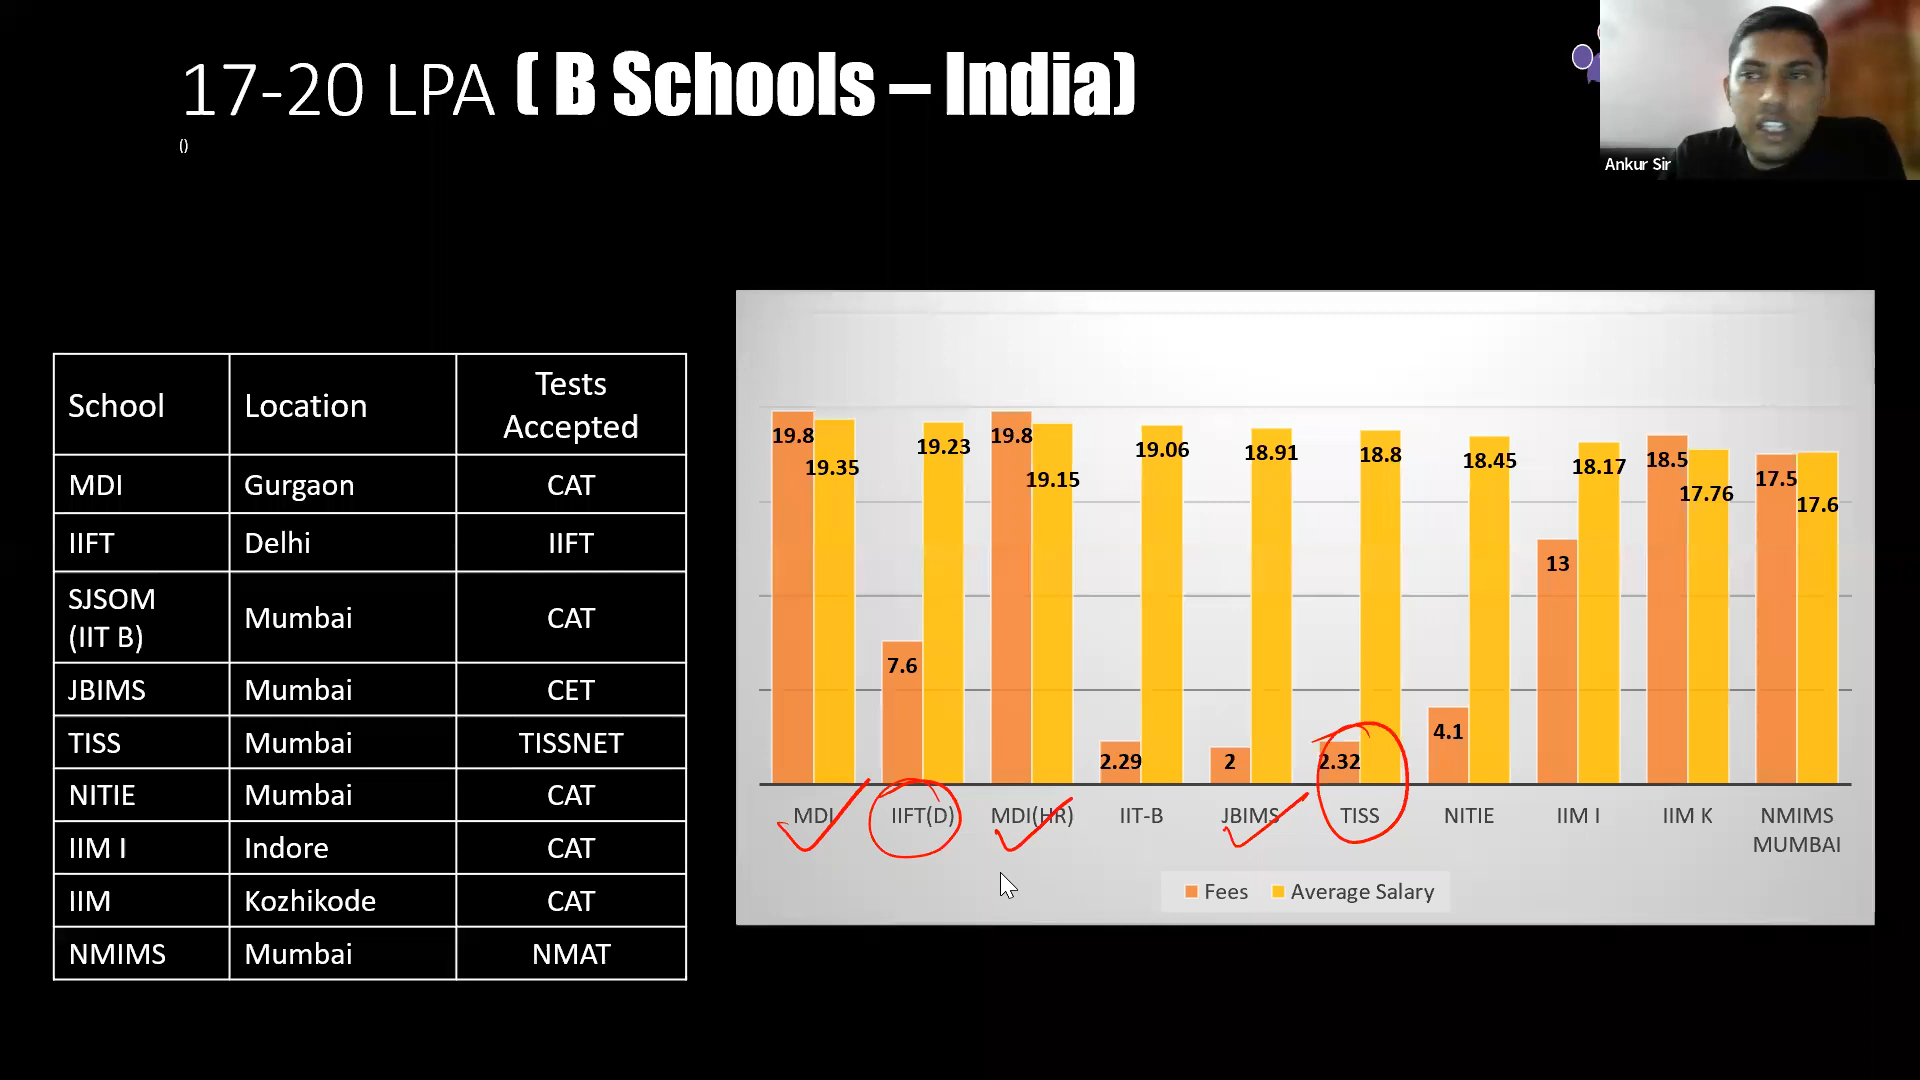 17-20 LPA ( B Schools – India)
()
Ankur Sir
School Location Tests Accepted
MDI Gurgaon CAT
IIFT Delhi IIFT
SJSOM (IIT B) Mumbai CAT
JBIMS Mumbai CET
TISS Mumbai TISSNET
NITIE Mumbai CAT
IIM I Indore CAT
IIM Kozhikode CAT
NMIMS Mumbai NMAT
19.8 19.35
7.6 19.23
19.8 19.15
2.29 19.06
2 18.91
2.32 18.8
4.1 18.45
13 18.17
18.5 17.76
17.5 17.6
MDI IIFT(D) MDI(HR) IIT-B JBIMS TISS NITIE IIM I IIM K NMIMS MUMBAI
Fees Average Salary